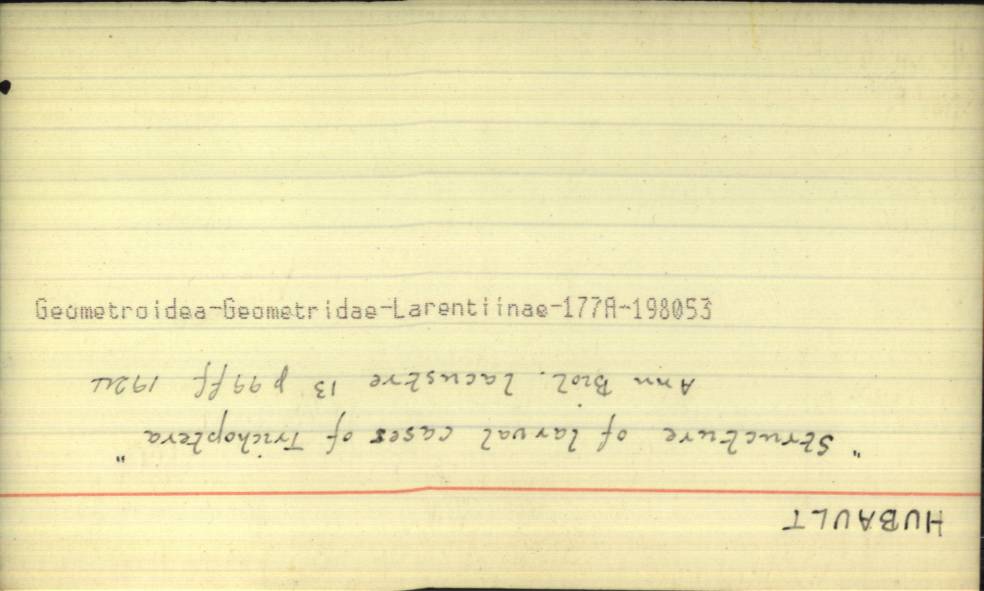 Geometroidea-Geometridae-Larentiinae-177A-198053
HUBAULT
"Structure of larval cases of Trichoptera"
Ann Biol. lacustre 13 p 99ff 1924